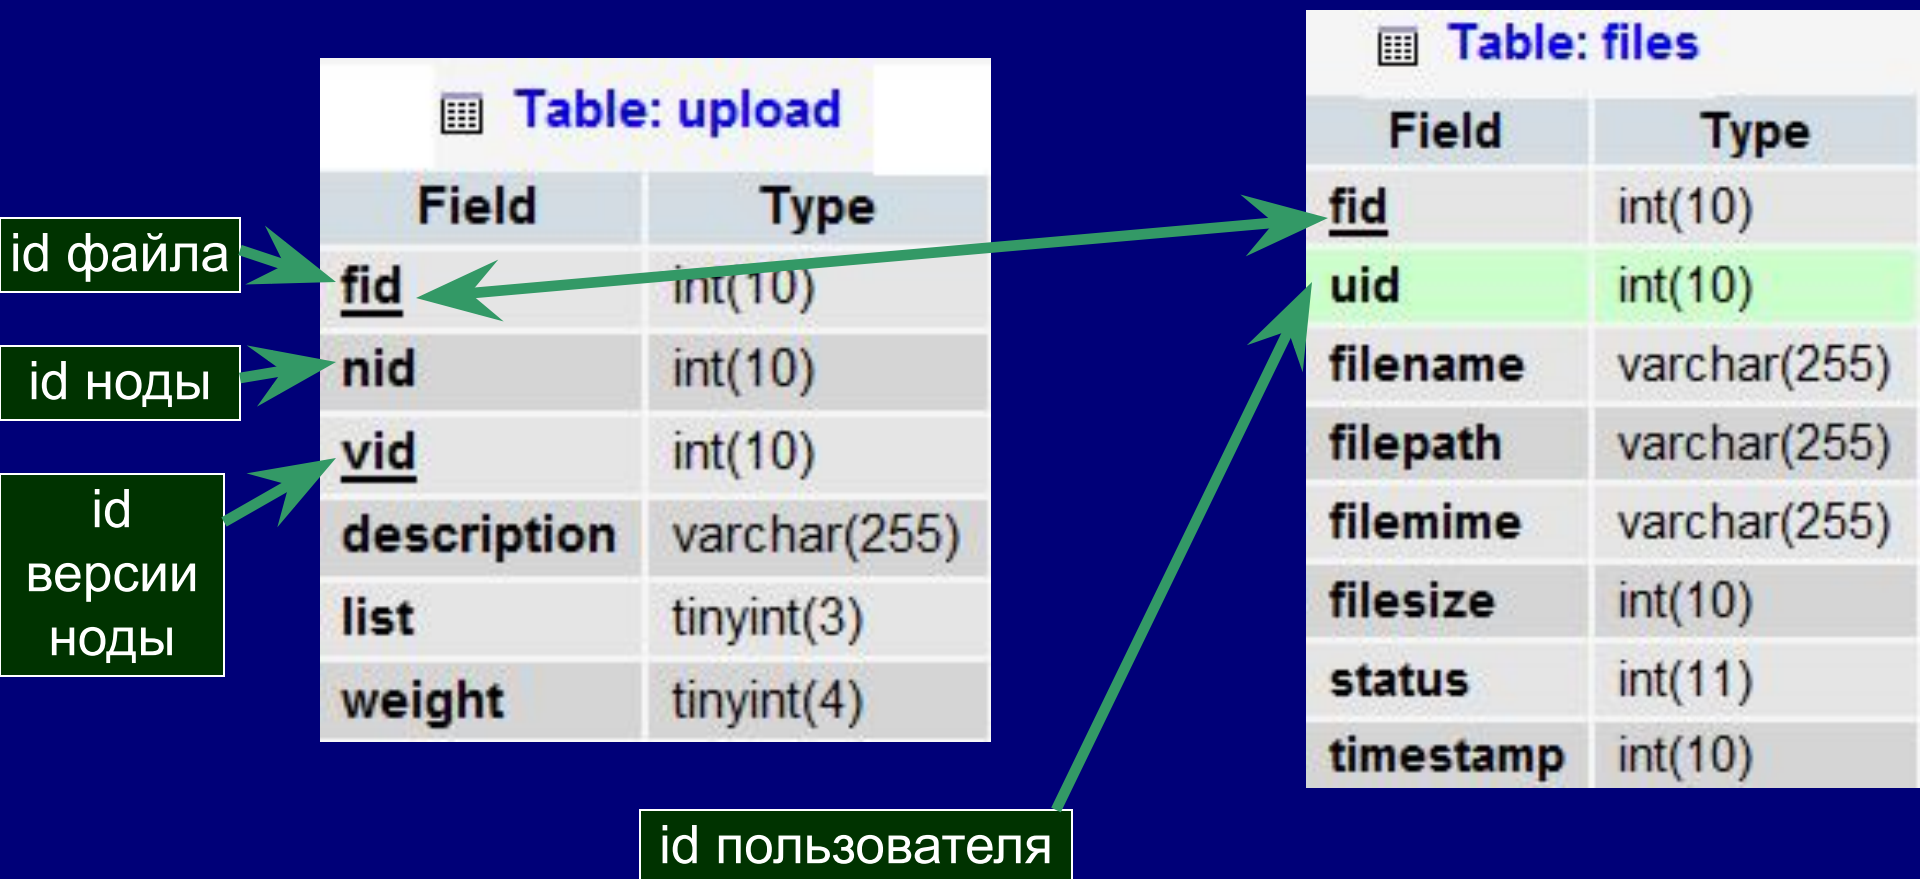 Table: upload
Field Type
fid int(10)
nid int(10)
vid int(10)
description varchar(255)
list tinyint(3)
weight tinyint(4)
id файла
id ноды
id
версии
ноды
Table: files
Field Type
fid int(10)
uid int(10)
filename varchar(255)
filepath varchar(255)
filemime varchar(255)
filesize int(10)
status int(11)
timestamp int(10)
id пользователя